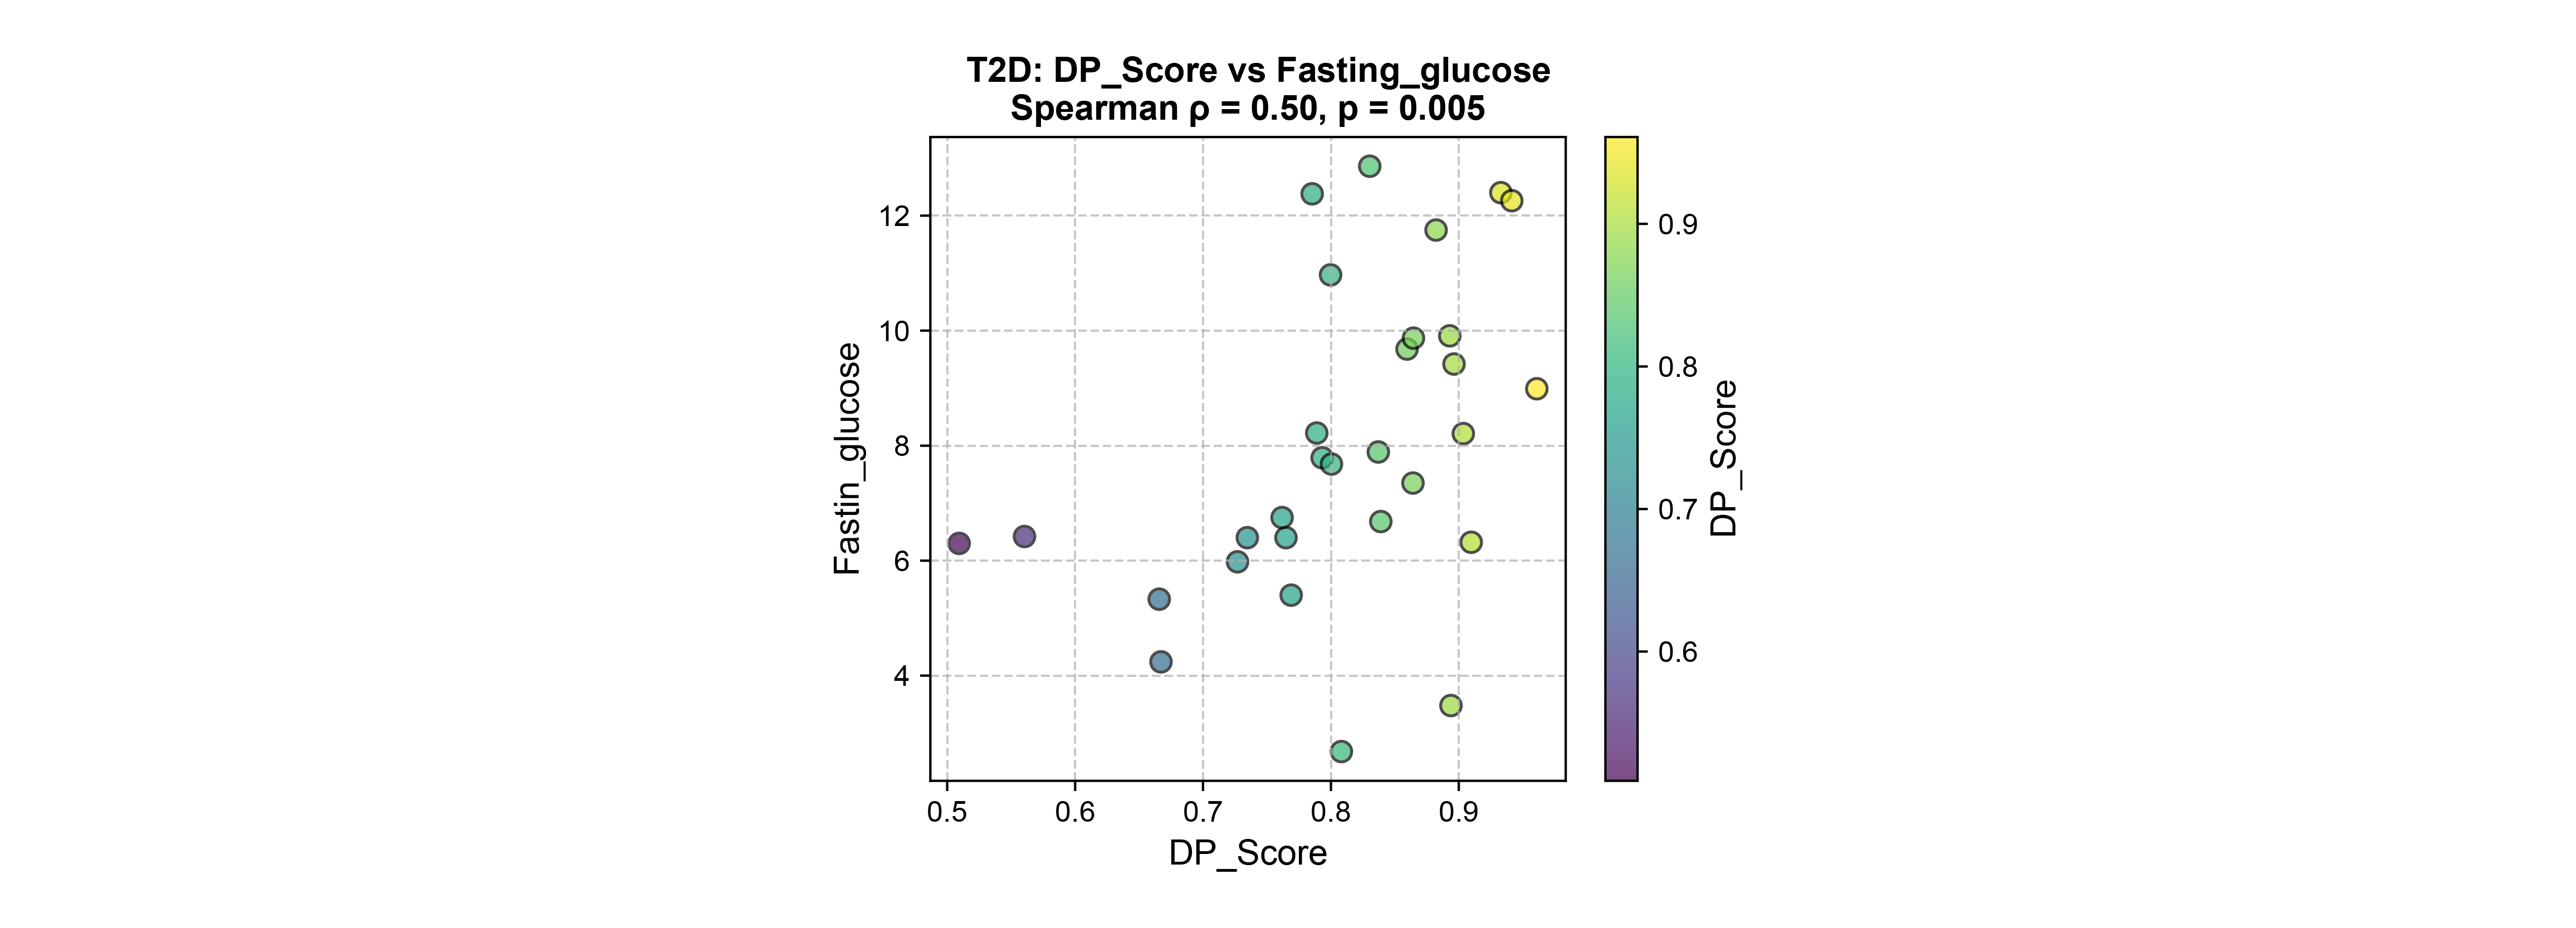 T2D: DP_Score vs Fasting_glucose
Spearman ρ = 0.50, p = 0.005
Fastin_glucose
12
10
8
6
4
0.5 0.6 0.7 0.8 0.9
DP_Score
0.9
0.8
0.7
0.6
DP_Score